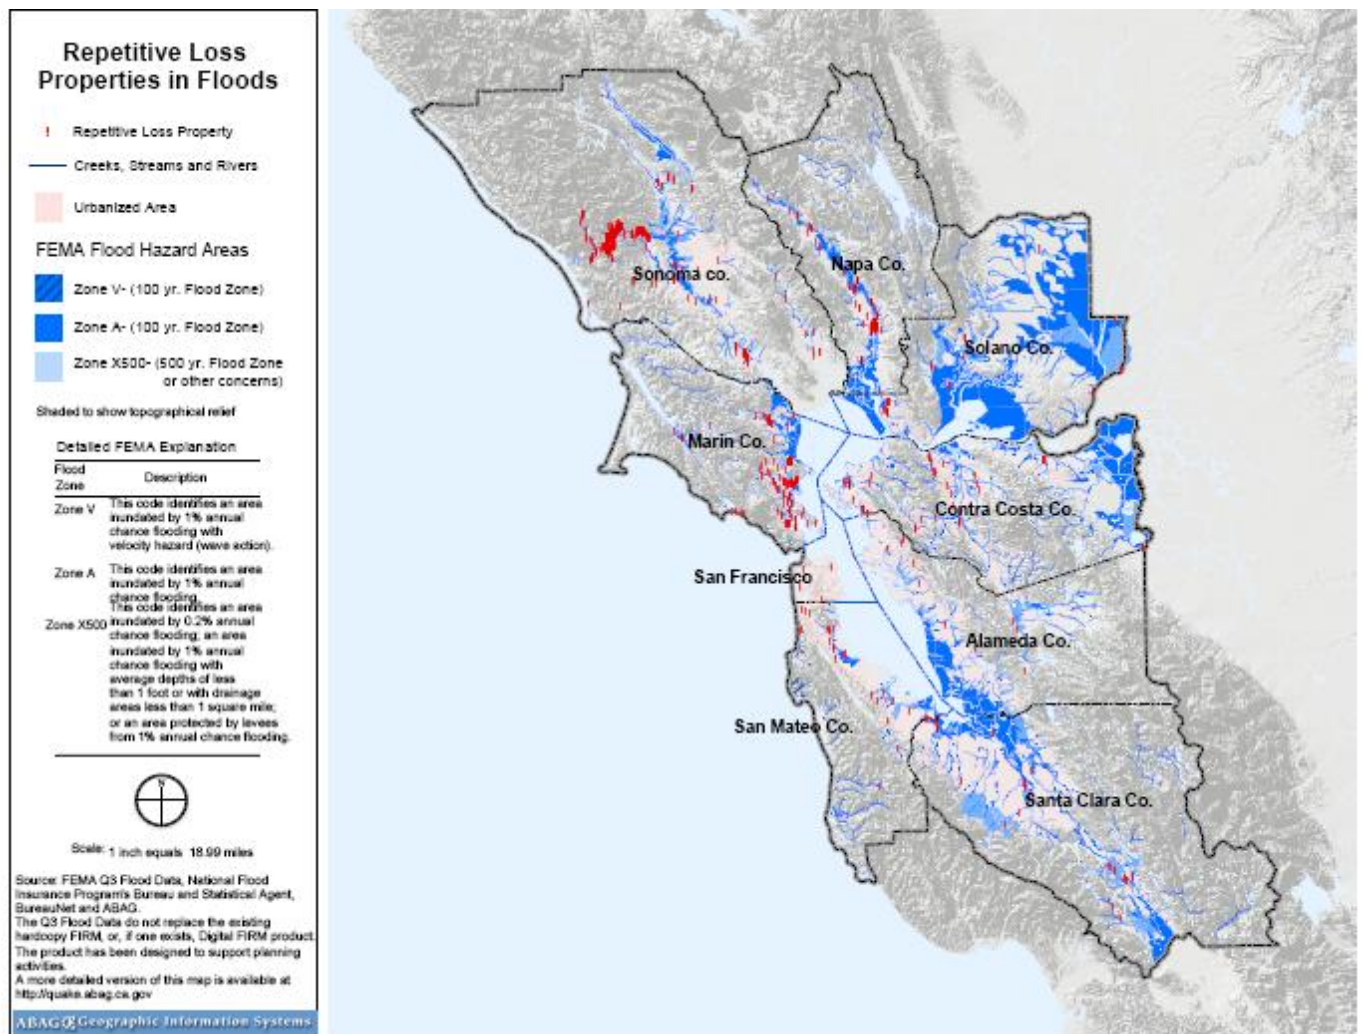 Repetitive Loss
Properties in Floods
Repetitive Loss Property
Creeks, Streams and Rivers
Urbanized Area
FEMA Flood Hazard Areas
Zone V- (100 yr. Flood Zone)
Zone A- (100 yr. Flood Zone)
Zone X500- (500 yr. Flood Zone
or other concerns)
Shaded to show topographical relief
Detailed FEMA Explanation
Flood
Zone
Description
Zone V
This code identifies an area
inundated by 1% annual
chance flooding with
velocity hazard (wave action).
Zone A
This code identifies an area
inundated by 1% annual
chance flooding.
Zone X500
This code identifies an area
inundated by 0.2% annual
chance flooding; an area
inundated by 1% annual
chance flooding with
average depths of less
than 1 foot or with drainage
areas less than 1 square mile;
or an area protected by levees
from 1% annual chance flooding.
N
Scale: 1 inch equals 18.99 miles
Source: FEMA Q3 Flood Data, National Flood
Insurance Program's Bureau and Statistical Agent,
BureauNet and ABAG.
The Q3 Flood Data do not replace the existing
hardcopy FIRM, or, if one exists, Digital FIRM product.
The product has been designed to support planning
activities.
A more detailed version of this map is available at
http://quake.abag.ca.gov
ABAG Geographic Information Systems
Sonoma co.
Napa Co.
Solano Co.
Marin Co.
Contra Costa Co.
San Francisco
Alameda Co.
San Mateo Co.
Santa Clara Co.